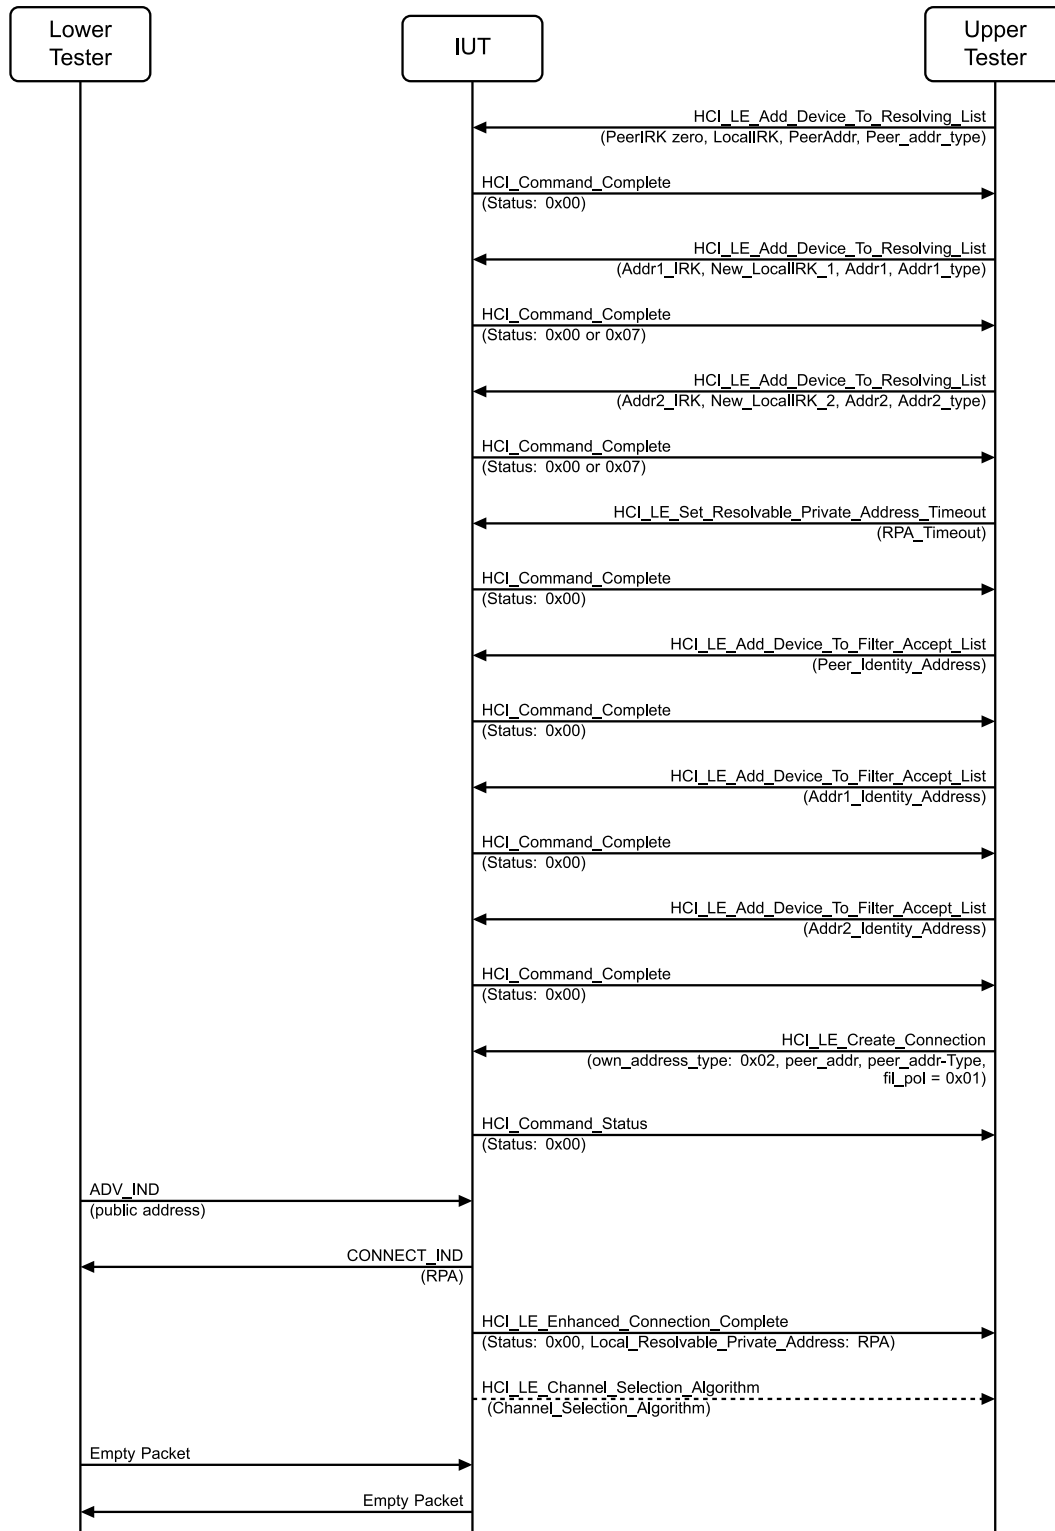 Lower
Tester
IUT
Upper
Tester
HCI_LE_Add_Device_To_Resolving_List
(PeerIRK zero, LocalIRK, PeerAddr, Peer_addr_type)
HCI_Command_Complete
(Status: 0x00)
HCI_LE_Add_Device_To_Resolving_List
(Addr1_IRK, New_LocalIRK_1, Addr1, Addr1_type)
HCI_Command_Complete
(Status: 0x00 or 0x07)
HCI_LE_Add_Device_To_Resolving_List
(Addr2_IRK, New_LocalIRK_2, Addr2, Addr2_type)
HCI_Command_Complete
(Status: 0x00 or 0x07)
HCI_LE_Set_Resolvable_Private_Address_Timeout
(RPA_Timeout)
HCI_Command_Complete
(Status: 0x00)
HCI_LE_Add_Device_To_Filter_Accept_List
(Peer_Identity_Address)
HCI_Command_Complete
(Status: 0x00)
HCI_LE_Add_Device_To_Filter_Accept_List
(Addr1_Identity_Address)
HCI_Command_Complete
(Status: 0x00)
HCI_LE_Add_Device_To_Filter_Accept_List
(Addr2_Identity_Address)
HCI_Command_Complete
(Status: 0x00)
HCI_LE_Create_Connection
(own_address_type: 0x02, peer_addr, peer_addr-Type,
fil_pol = 0x01)
HCI_Command_Status
(Status: 0x00)
ADV_IND
(public address)
CONNECT_IND
(RPA)
HCI_LE_Enhanced_Connection_Complete
(Status: 0x00, Local_Resolvable_Private_Address: RPA)
HCI_LE_Channel_Selection_Algorithm
(Channel_Selection_Algorithm)
Empty Packet
Empty Packet